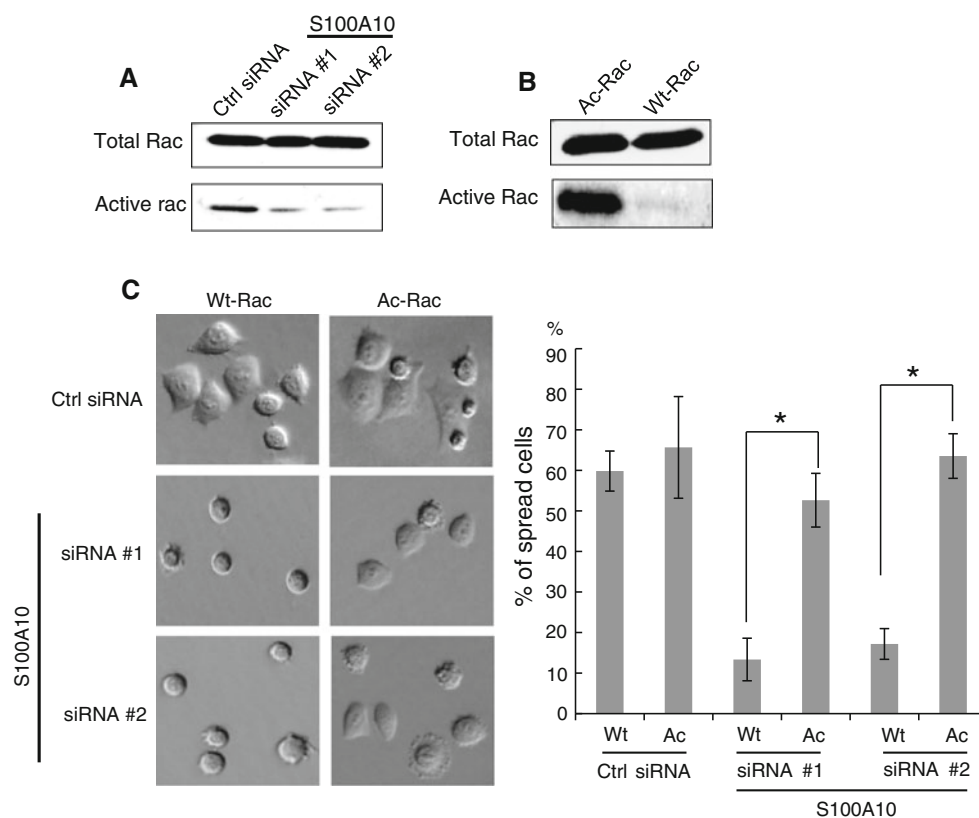 S100A10
A
Ctrl siRNA
siRNA #1
siRNA #2
Total Rac
Active rac
B
Ac-Rac
Wt-Rac
Total Rac
Active Rac
C
Wt-Rac
Ac-Rac
Ctrl siRNA
siRNA #1
siRNA #2
S100A10
%
% of spread cells
90
80
70
60
50
40
30
20
10
0
*
*
Wt Ac Wt Ac Wt Ac
Ctrl siRNA siRNA #1 siRNA #2
S100A10